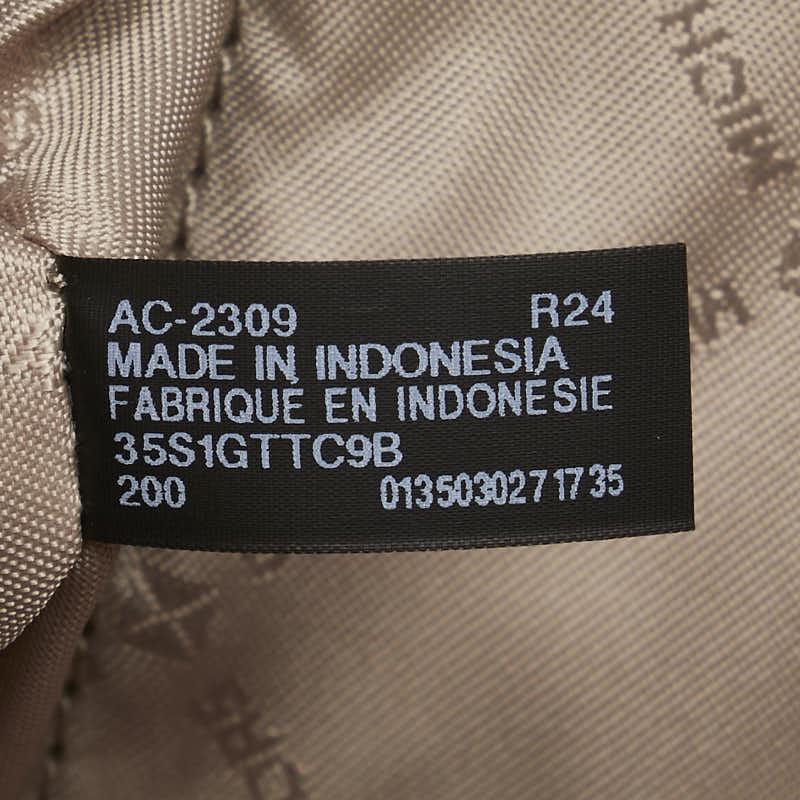 AC-2309 R24
MADE IN INDONESIA
FABRIQUÉ EN INDONESIE
35S1GTTC9B
200 0135030271735